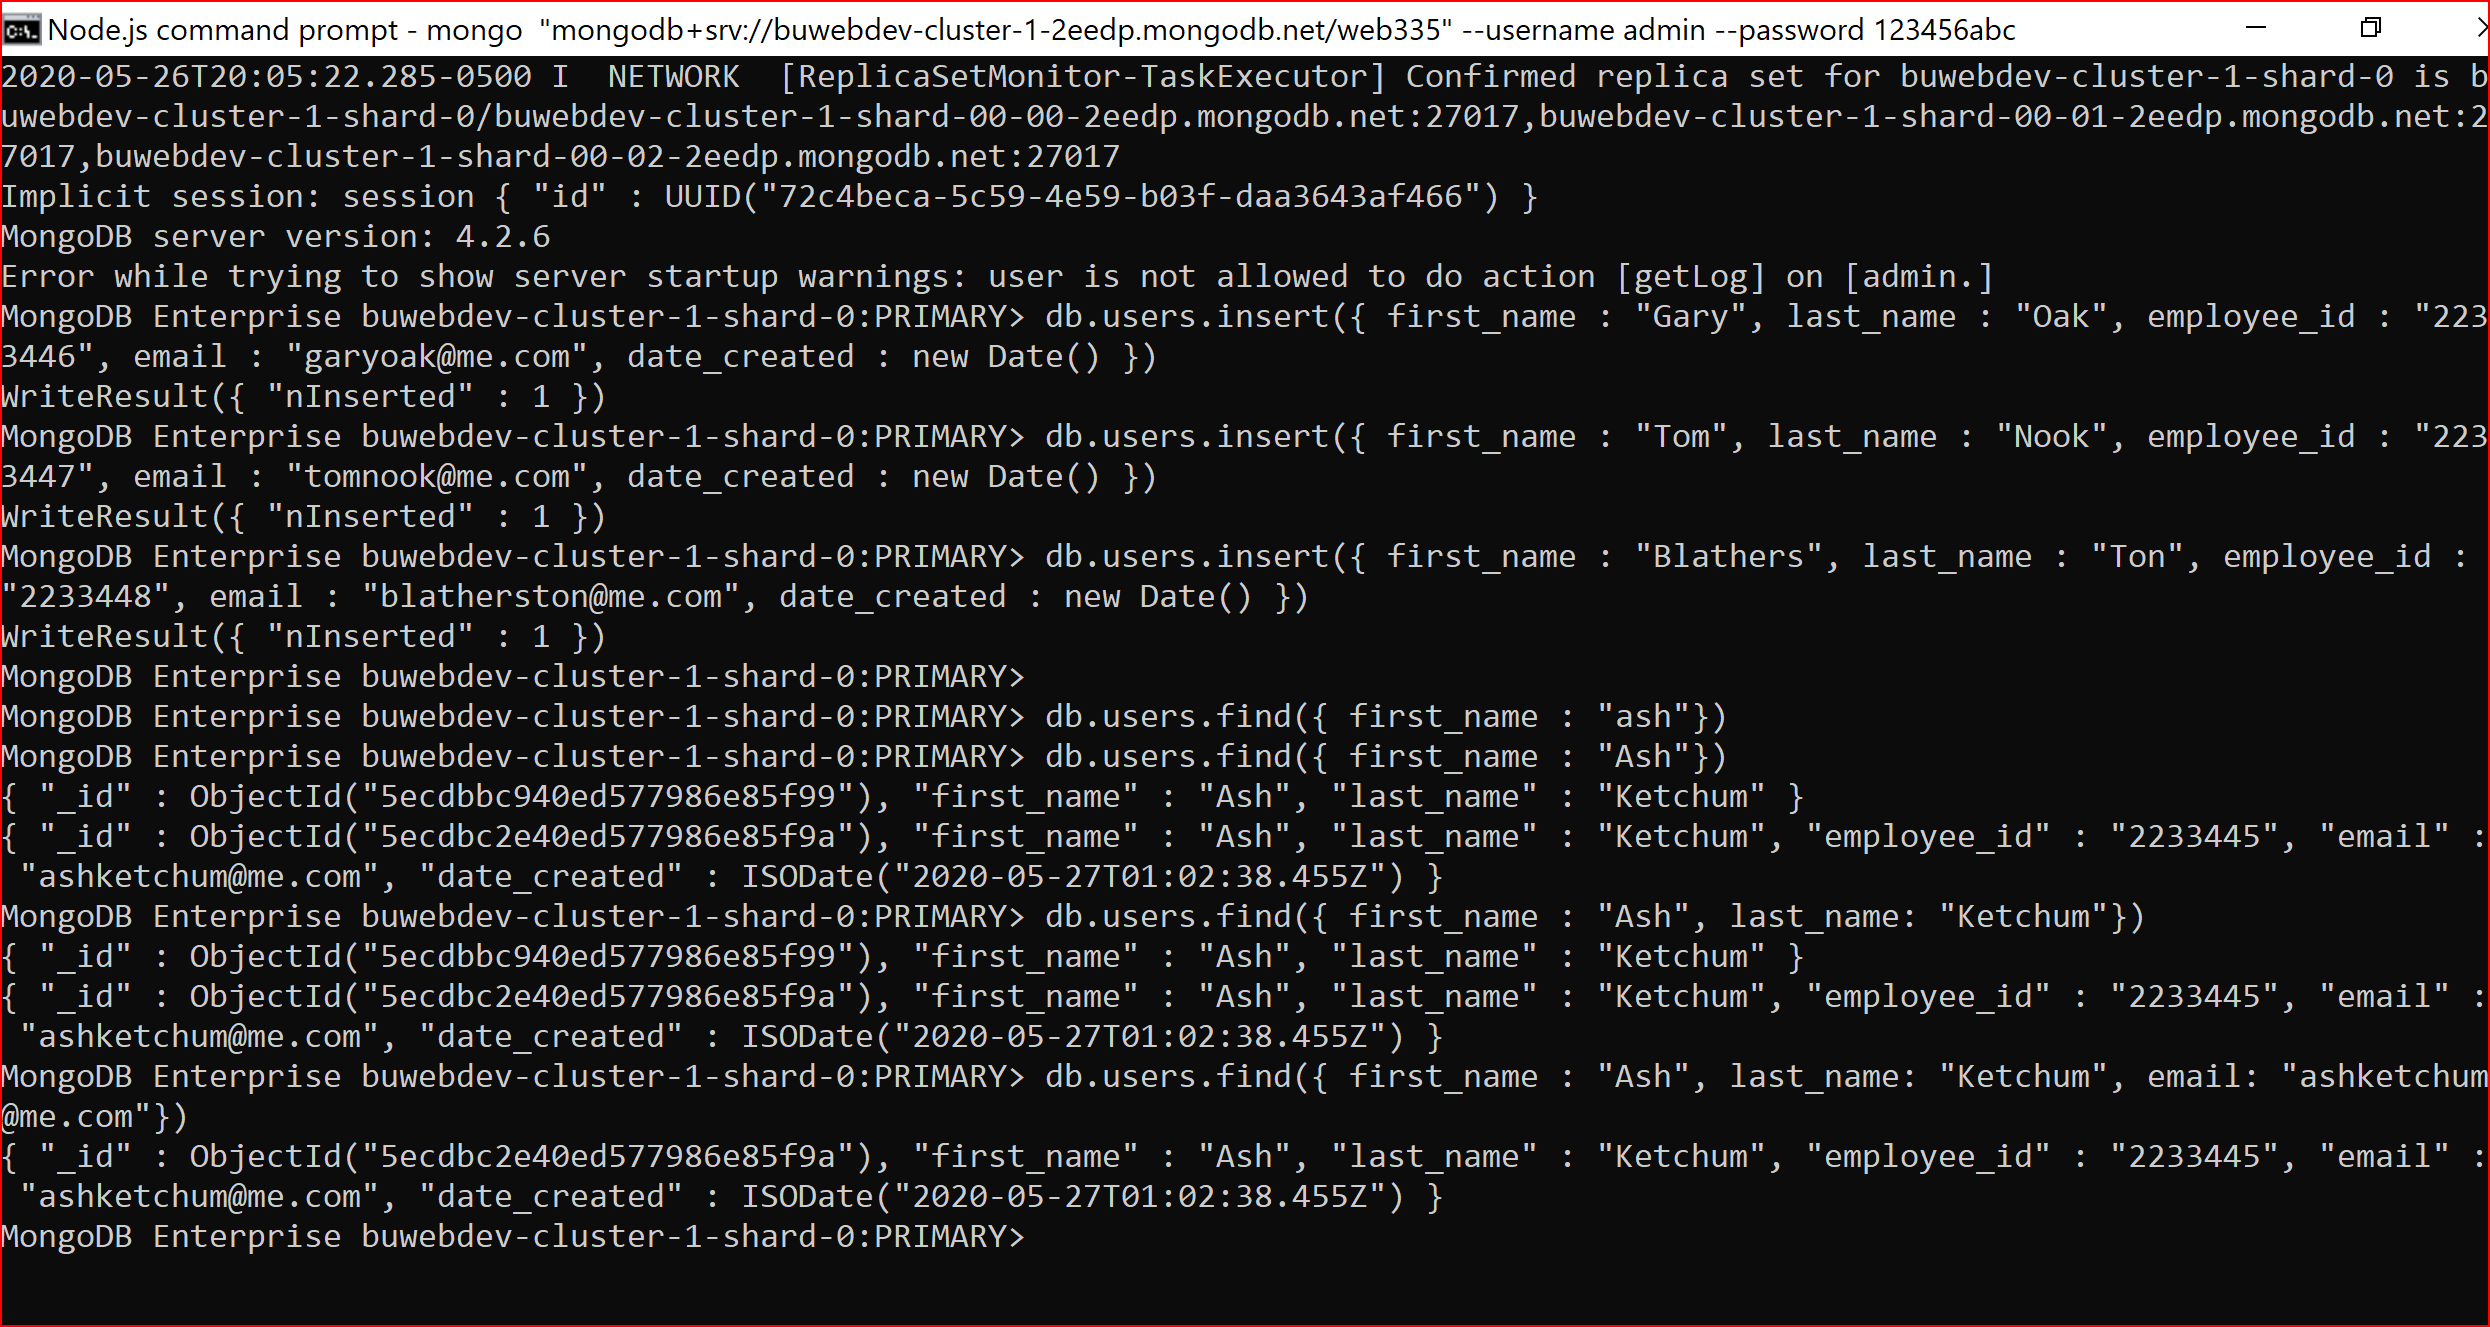 Node.js command prompt - mongo  "mongodb+srv://buwebdev-cluster-1-2eedp.mongodb.net/web335" --username admin --password 123456abc
2020-05-26T20:05:22.285-0500 I  NETWORK  [ReplicaSetMonitor-TaskExecutor] Confirmed replica set for buwebdev-cluster-1-shard-0 is b
uwebdev-cluster-1-shard-0/buwebdev-cluster-1-shard-00-00-2eedp.mongodb.net:27017,buwebdev-cluster-1-shard-00-01-2eedp.mongodb.net:2
7017,buwebdev-cluster-1-shard-00-02-2eedp.mongodb.net:27017
Implicit session: session { "id" : UUID("72c4beca-5c59-4e59-b03f-daa3643af466") }
MongoDB server version: 4.2.6
Error while trying to show server startup warnings: user is not allowed to do action [getLog] on [admin.]
MongoDB Enterprise buwebdev-cluster-1-shard-0:PRIMARY> db.users.insert({ first_name : "Gary", last_name : "Oak", employee_id : "223
3446", email : "garyoak@me.com", date_created : new Date() })
WriteResult({ "nInserted" : 1 })
MongoDB Enterprise buwebdev-cluster-1-shard-0:PRIMARY> db.users.insert({ first_name : "Tom", last_name : "Nook", employee_id : "223
3447", email : "tomnook@me.com", date_created : new Date() })
WriteResult({ "nInserted" : 1 })
MongoDB Enterprise buwebdev-cluster-1-shard-0:PRIMARY> db.users.insert({ first_name : "Blathers", last_name : "Ton", employee_id :
"2233448", email : "blatherston@me.com", date_created : new Date() })
WriteResult({ "nInserted" : 1 })
MongoDB Enterprise buwebdev-cluster-1-shard-0:PRIMARY>
MongoDB Enterprise buwebdev-cluster-1-shard-0:PRIMARY> db.users.find({ first_name : "ash"})
MongoDB Enterprise buwebdev-cluster-1-shard-0:PRIMARY> db.users.find({ first_name : "Ash"})
{ "_id" : ObjectId("5ecdbbc940ed577986e85f99"), "first_name" : "Ash", "last_name" : "Ketchum" }
{ "_id" : ObjectId("5ecdbc2e40ed577986e85f9a"), "first_name" : "Ash", "last_name" : "Ketchum", "employee_id" : "2233445", "email" :
 "ashketchum@me.com", "date_created" : ISODate("2020-05-27T01:02:38.455Z") }
MongoDB Enterprise buwebdev-cluster-1-shard-0:PRIMARY> db.users.find({ first_name : "Ash", last_name: "Ketchum"})
{ "_id" : ObjectId("5ecdbbc940ed577986e85f99"), "first_name" : "Ash", "last_name" : "Ketchum" }
{ "_id" : ObjectId("5ecdbc2e40ed577986e85f9a"), "first_name" : "Ash", "last_name" : "Ketchum", "employee_id" : "2233445", "email" :
 "ashketchum@me.com", "date_created" : ISODate("2020-05-27T01:02:38.455Z") }
MongoDB Enterprise buwebdev-cluster-1-shard-0:PRIMARY> db.users.find({ first_name : "Ash", last_name: "Ketchum", email: "ashketchum
@me.com"})
{ "_id" : ObjectId("5ecdbc2e40ed577986e85f9a"), "first_name" : "Ash", "last_name" : "Ketchum", "employee_id" : "2233445", "email" :
 "ashketchum@me.com", "date_created" : ISODate("2020-05-27T01:02:38.455Z") }
MongoDB Enterprise buwebdev-cluster-1-shard-0:PRIMARY>